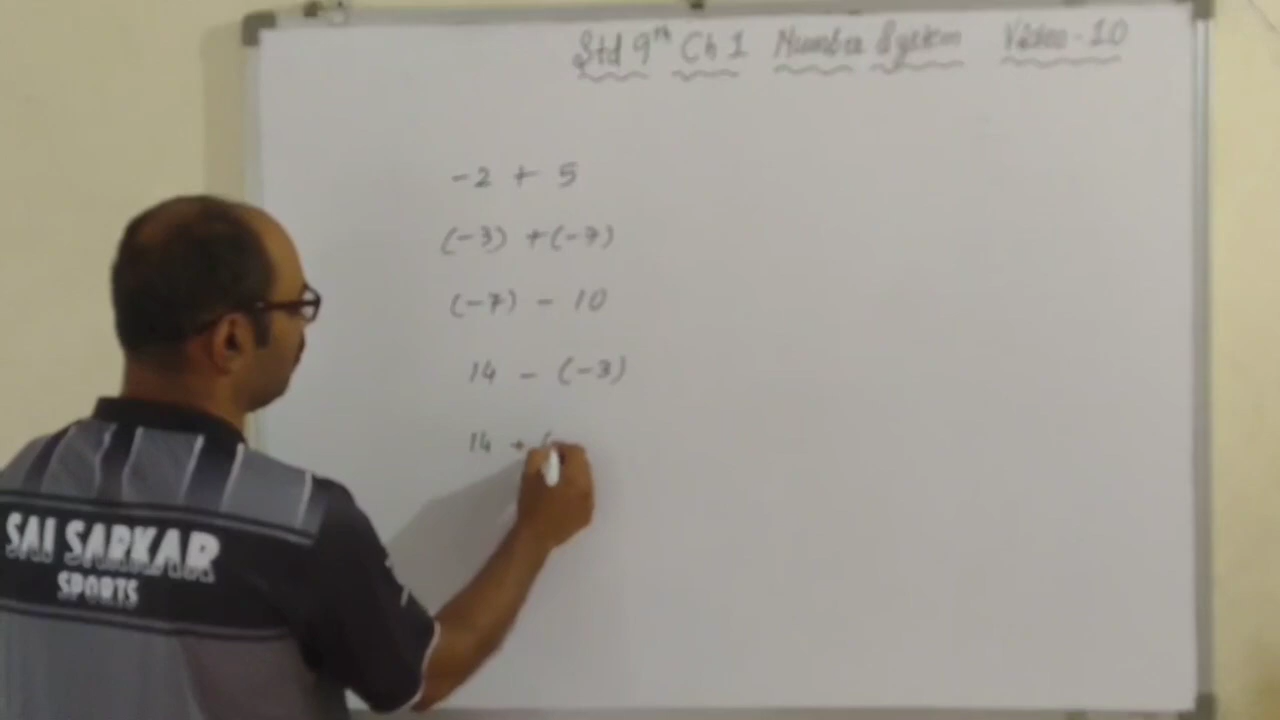 Std 9th Ch 1 Number System Video-10
-2 + 5
(-3) + (-7)
(-7) - 10
14 - (-3)
14 + (
SAI SARKAR
SPORTS